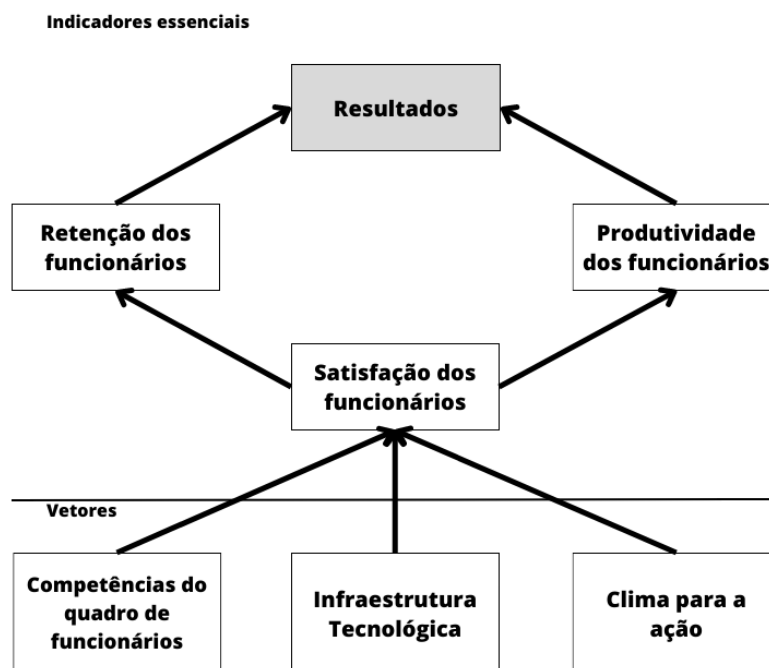 Indicadores essenciais
Resultados
Retenção dos
funcionários
Produtividade
dos funcionários
Satisfação dos
funcionários
Vetores
Competências do
quadro de
funcionários
Infraestrutura
Tecnológica
Clima para a
ação